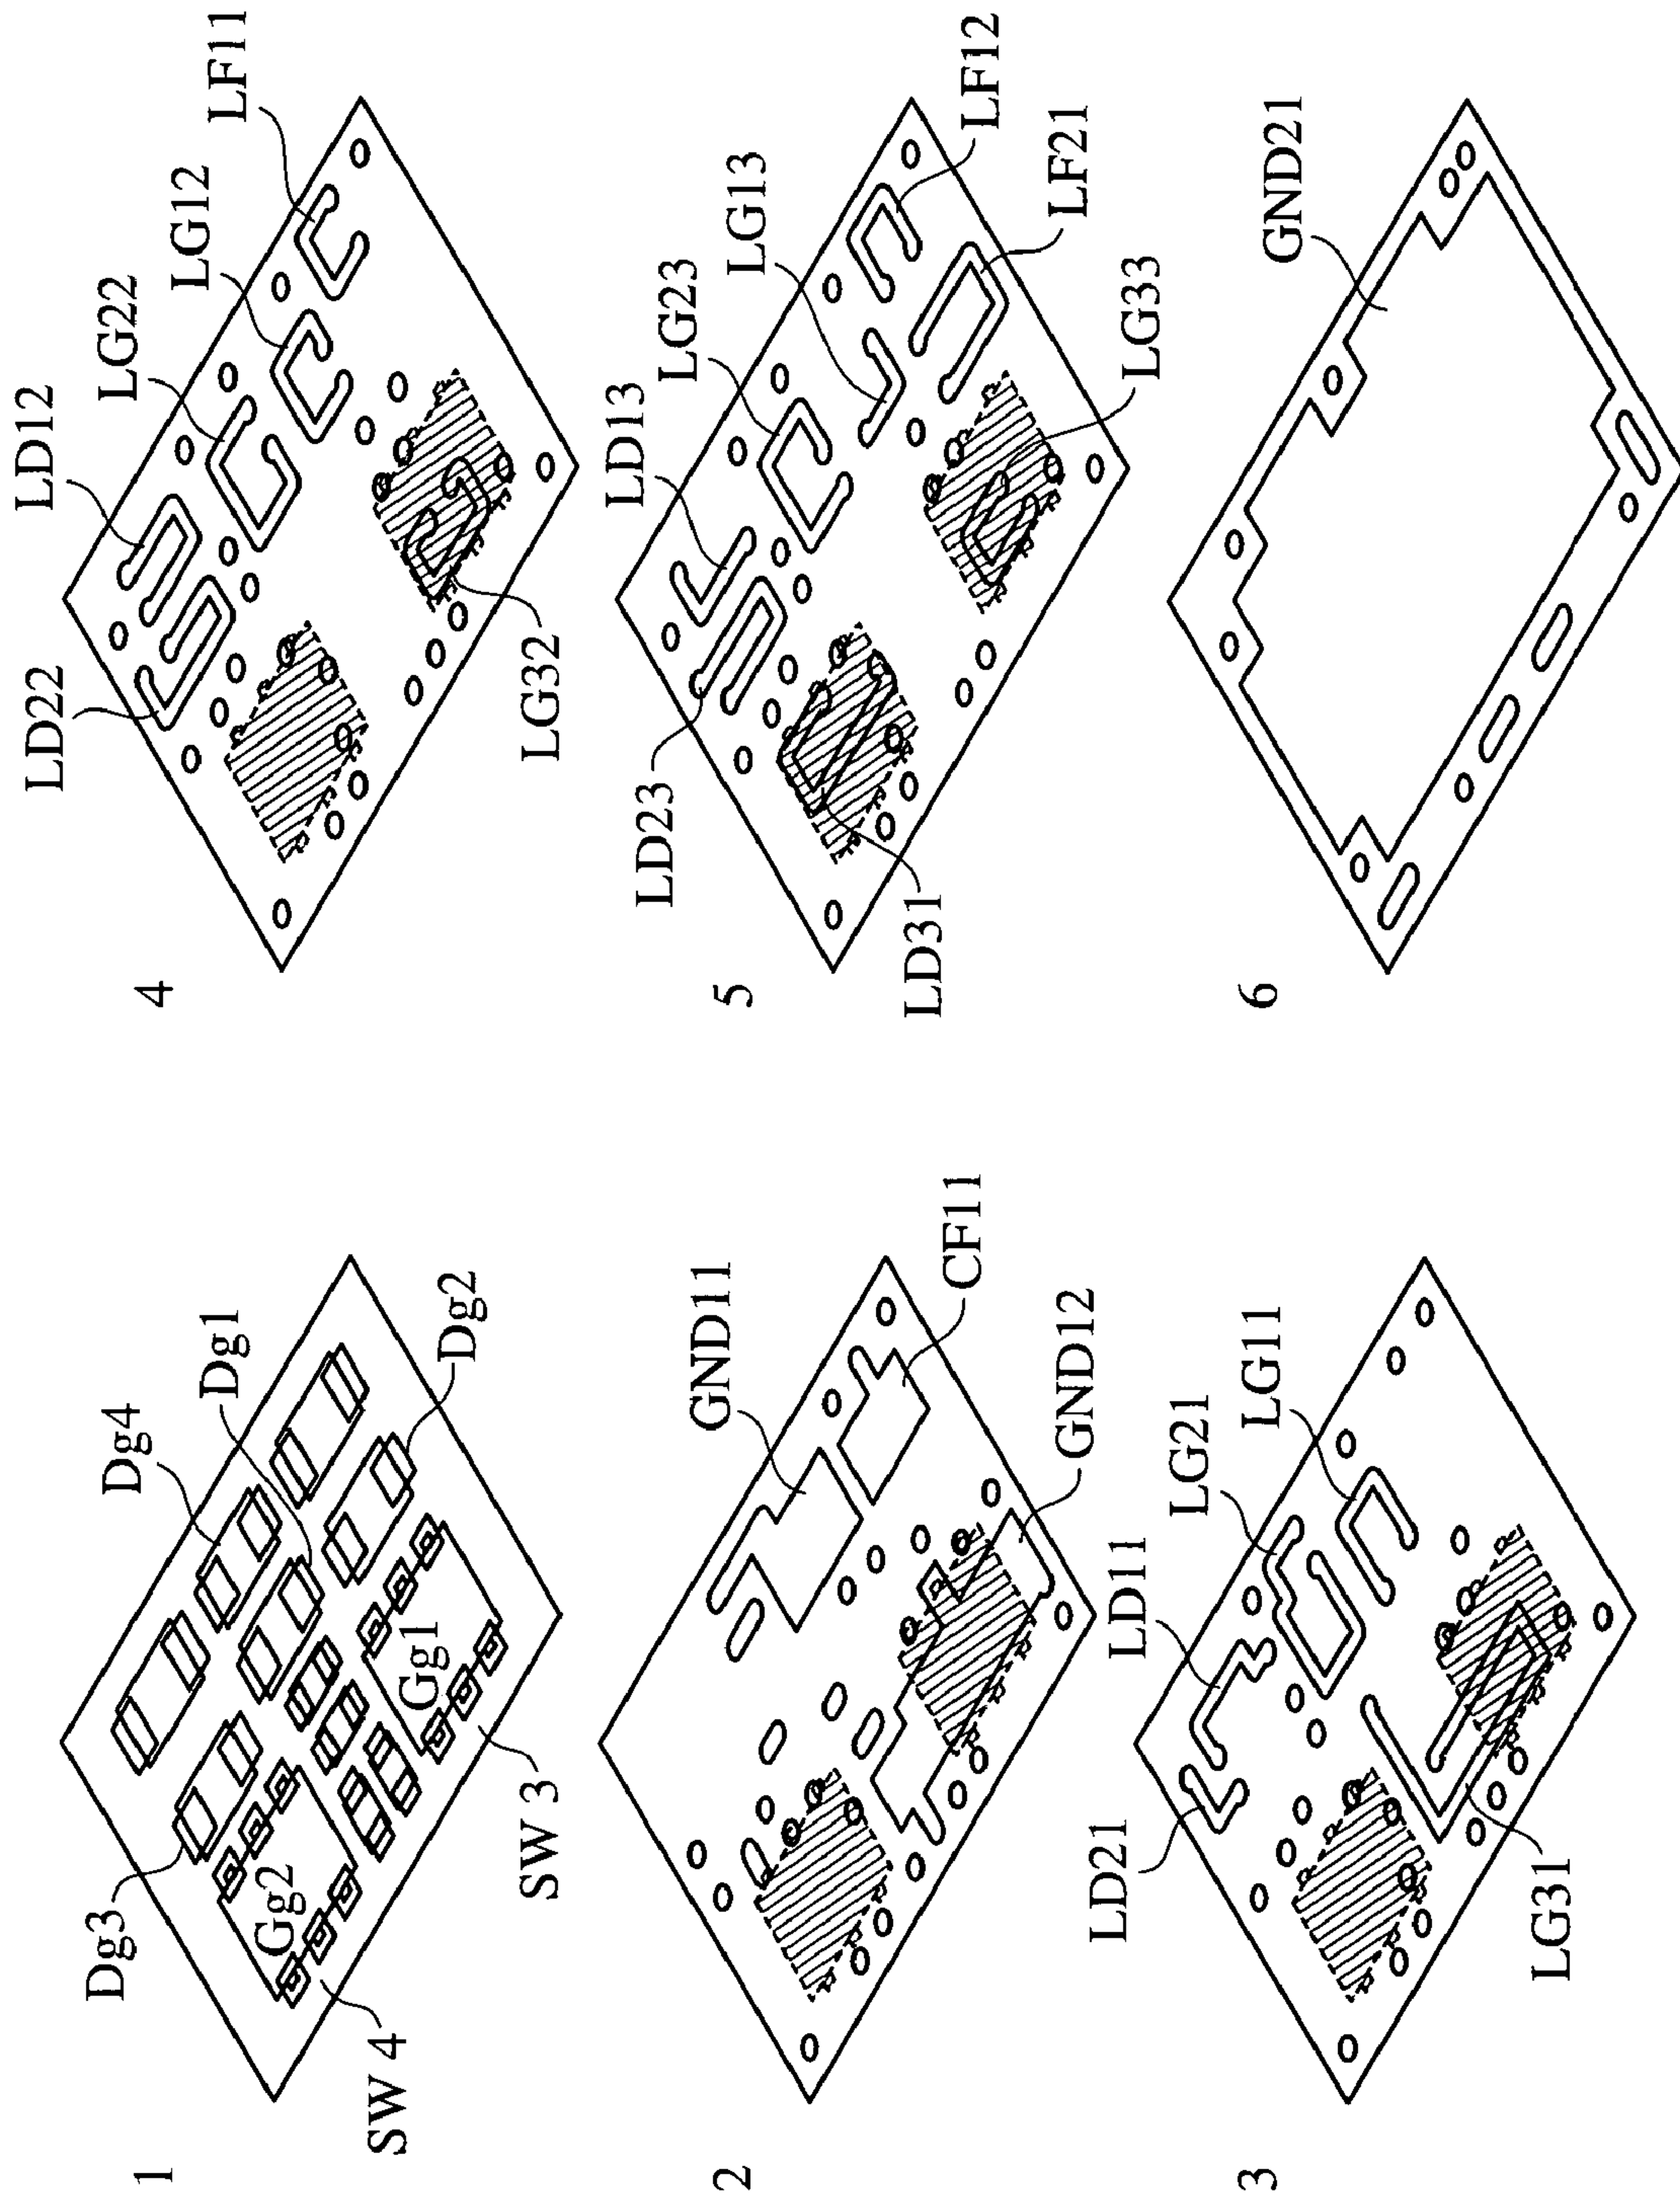 1
Dg3
Dg4
Dg1
Dg2
Gg2
Gg1
SW 4
SW 3
2
GND11
CF11
GND12
3
LD21
LD11
LG21
LG11
LG31
4
LD22
LD12
LG22
LG12
LF11
LG32
5
LD23
LD13
LG23
LG13
LF12
LF21
LG33
LD31
6
GND21